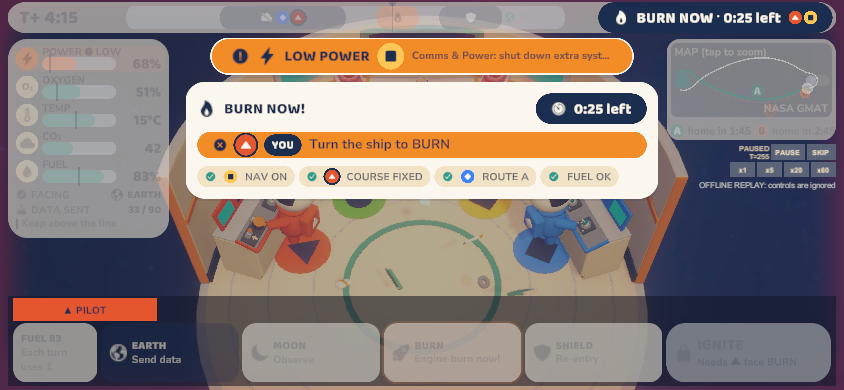 T+ 4:15
BURN NOW · 0:25 left
LOW POWER
Comms & Power: shut down extra syst...
POWER LOW
68%
OXYGEN
O₂
51%
TEMP
15°C
CO₂
42
FUEL
83%
FACING
EARTH
DATA SENT
33 / 90
Keep above the line
BURN NOW!
0:25 left
YOU
Turn the ship to BURN
NAV ON
COURSE FIXED
ROUTE A
FUEL OK
MAP (tap to zoom)
A
NASA GMAT
A home in 1:45 B home in 2:45
PAUSED
T=255
PAUSE
SKIP
x1
x5
x20
x60
OFFLINE REPLAY: controls are ignored
PILOT
FUEL 83
Each turn
uses 1
EARTH
Send data
MOON
Observe
BURN
Engine burn now!
SHIELD
Re-entry
IGNITE
Needs ▲ face BURN